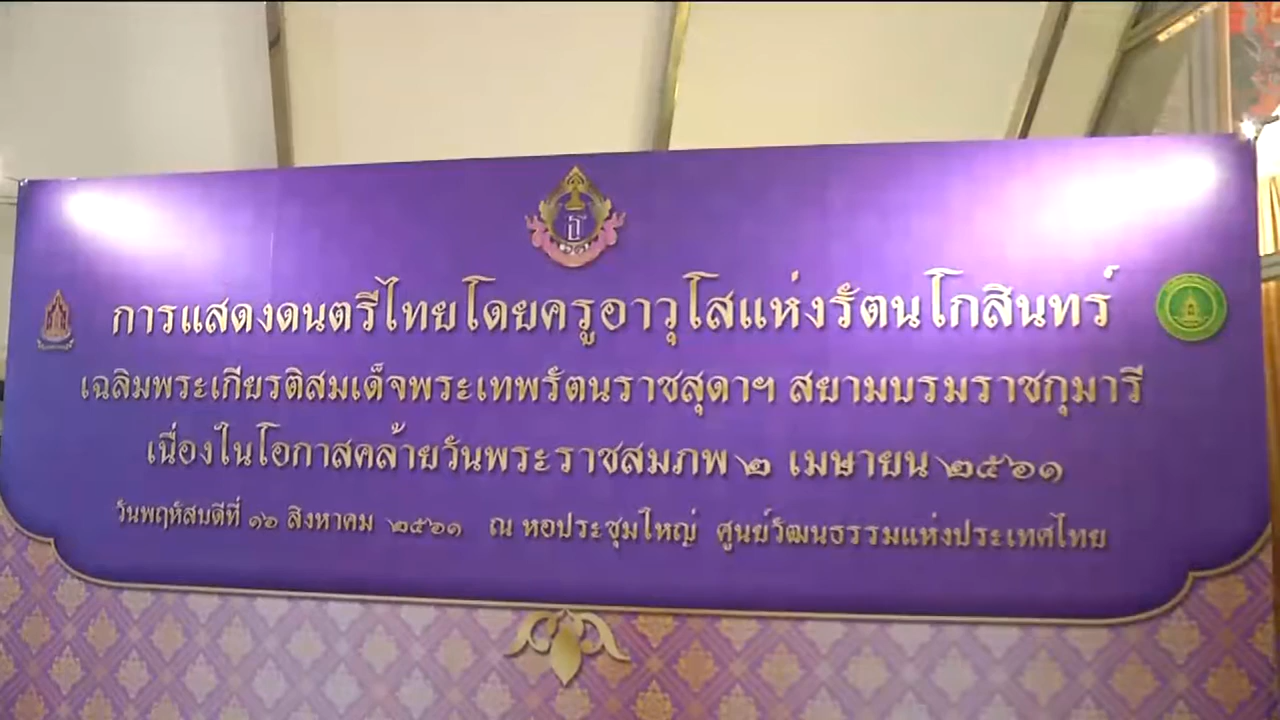 การแสดงดนตรีไทยโดยครูอาวุโสแห่งรัตนโกสินทร์
เฉลิมพระเกียรติสมเด็จพระเทพรัตนราชสุดาฯ สยามบรมราชกุมารี
เนื่องในโอกาสคล้ายวันพระราชสมภพ ๒ เมษายน ๒๕๖๑
วันพฤหัสบดีที่ ๑๖ สิงหาคม ๒๕๖๑ ณ หอประชุมใหญ่ ศูนย์วัฒนธรรมแห่งประเทศไทย